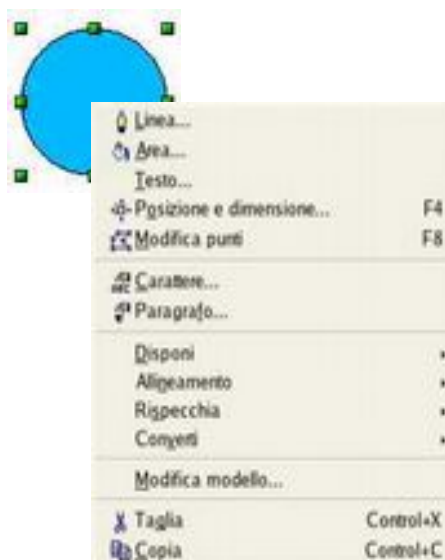 Linea...
Area...
Testo...
Posizione e dimensione... F4
Modifica punti F8
Carattere...
Paragrafo...
Disponi
Allineamento
Rispecchia
Converti
Modifica modello...
Taglia Control+X
Copia Control+C